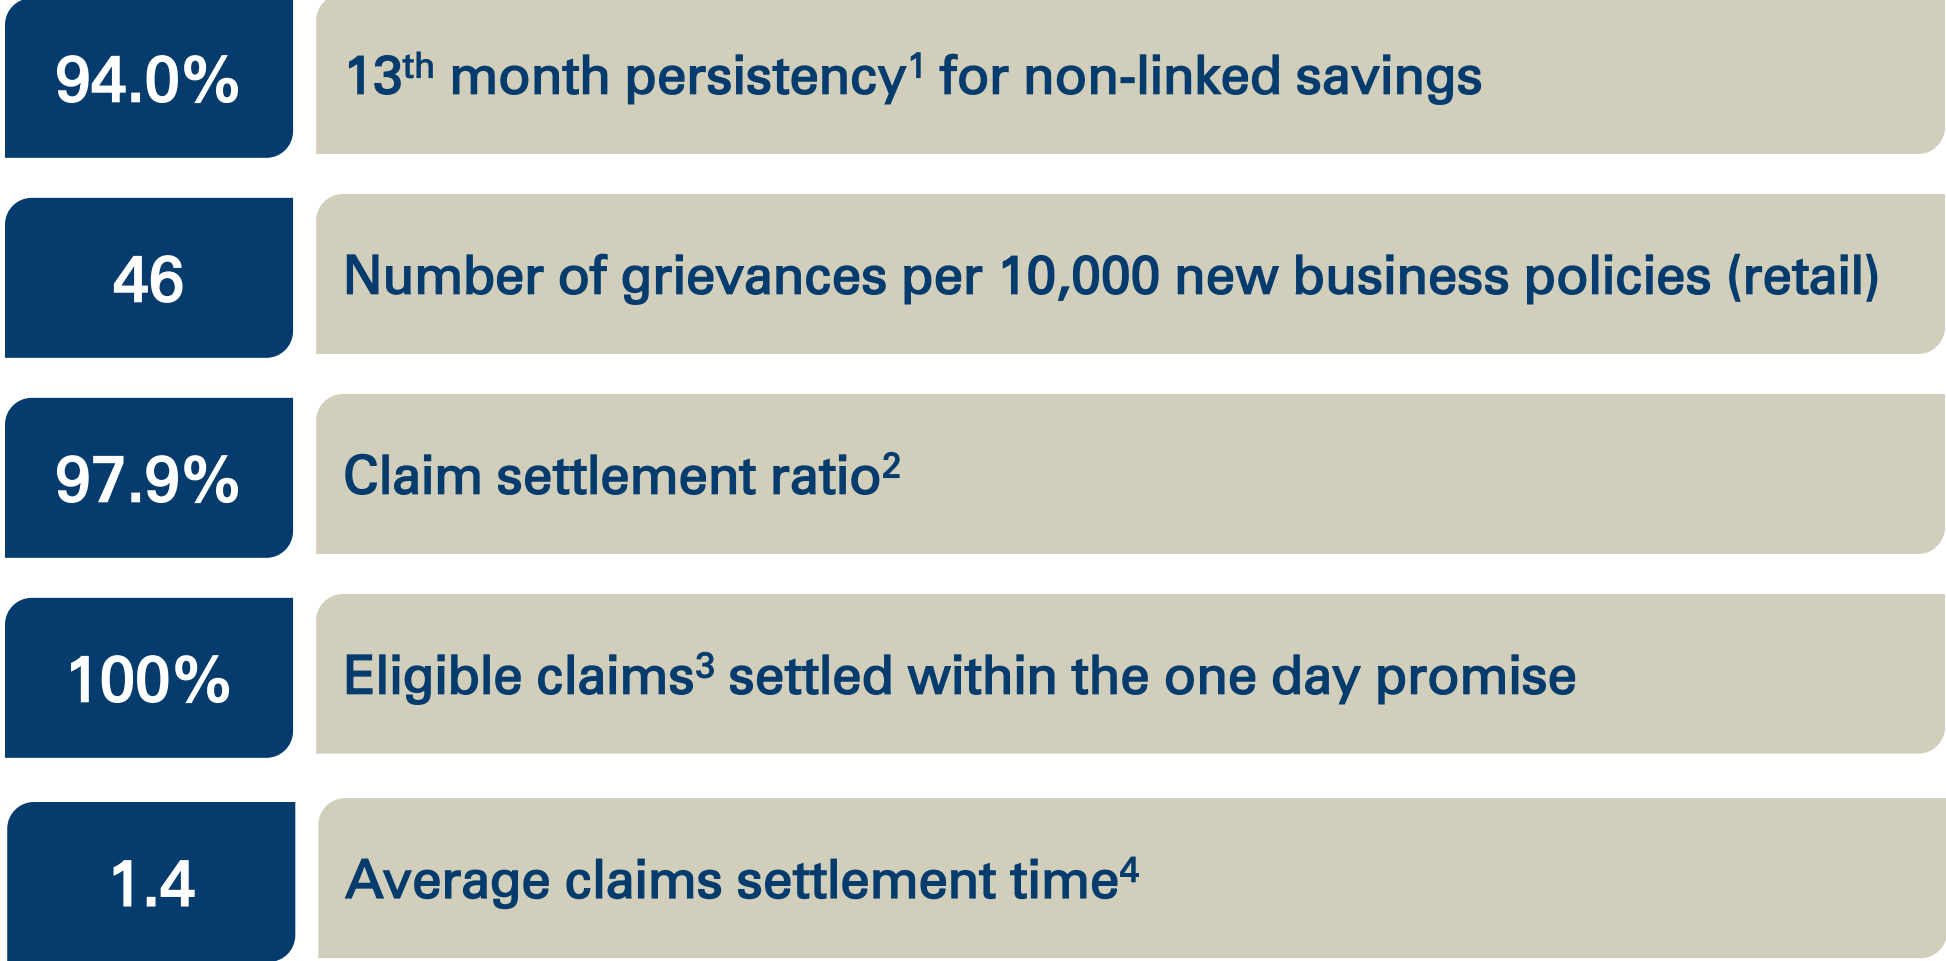 94.0%
13th month persistency1 for non-linked savings
46
Number of grievances per 10,000 new business policies (retail)
97.9%
Claim settlement ratio2
100%
Eligible claims3 settled within the one day promise
1.4
Average claims settlement time4